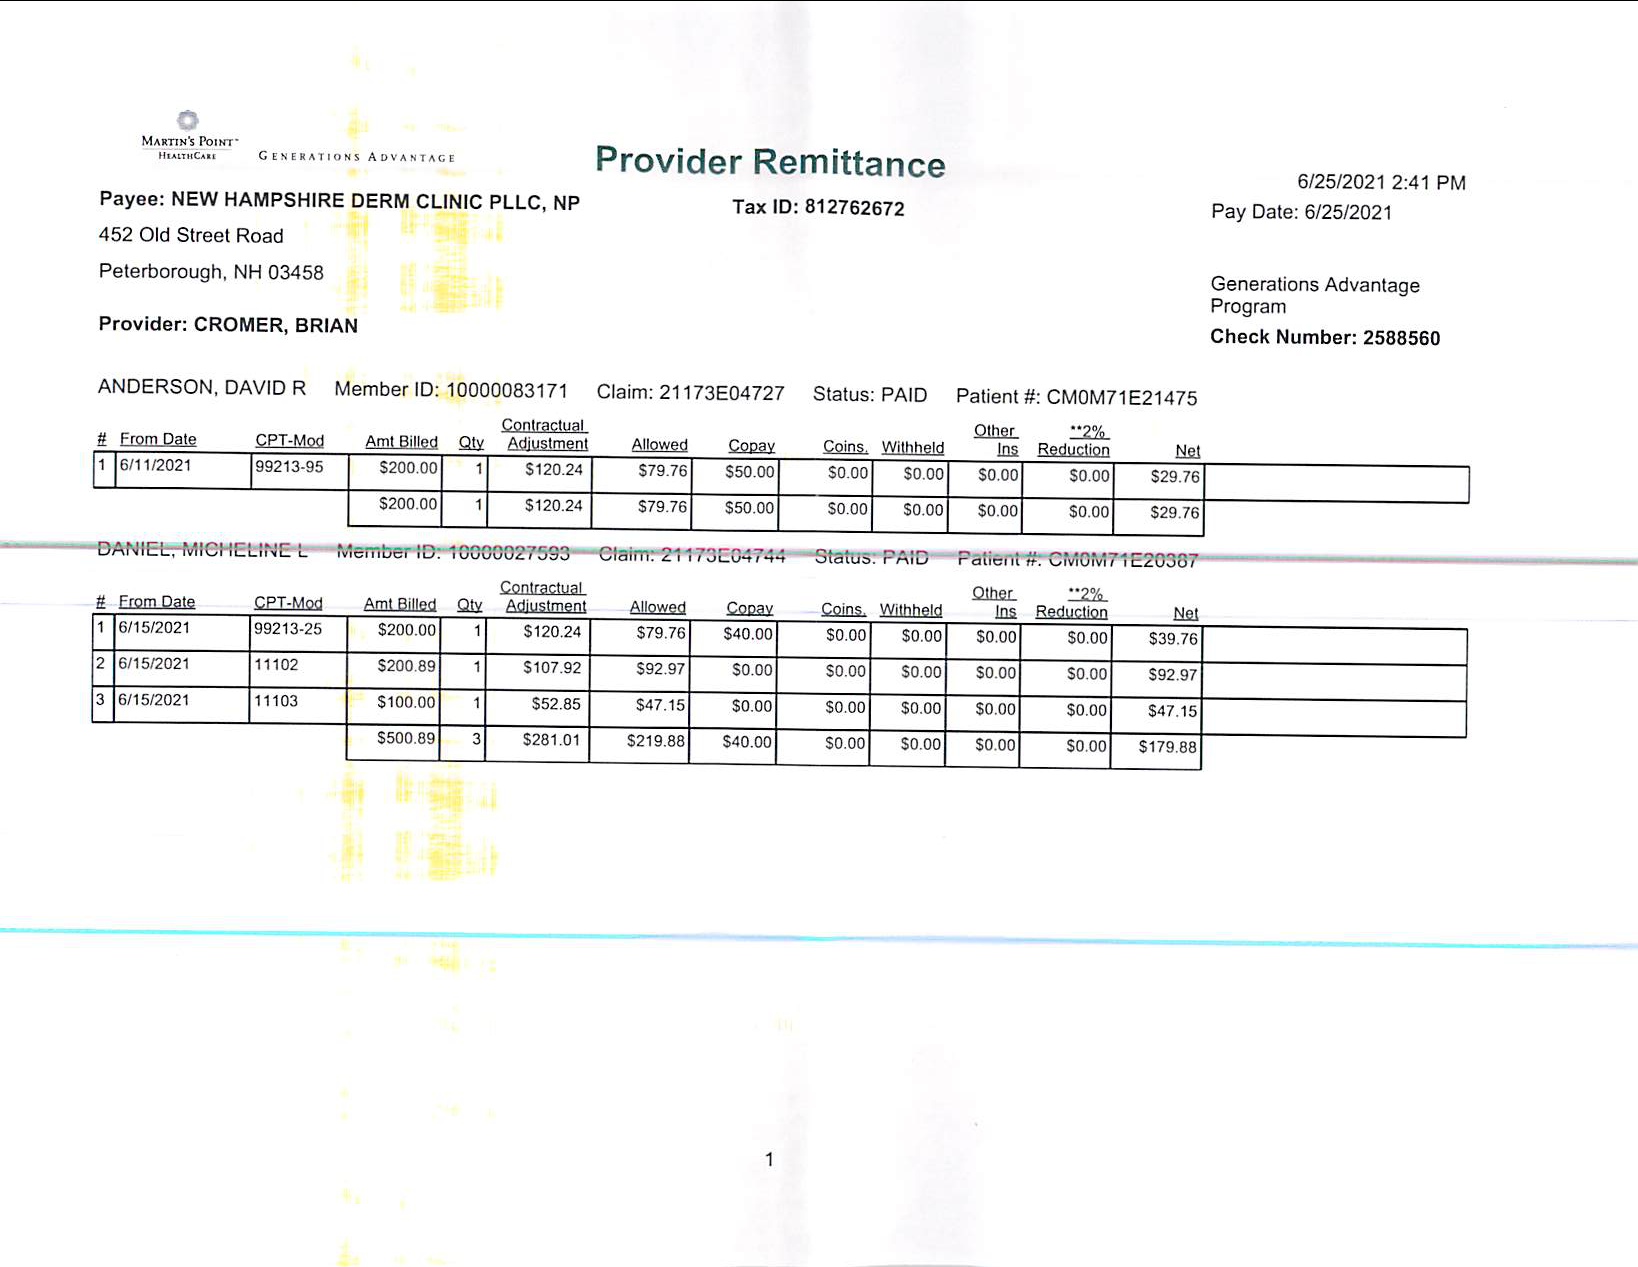 MARTIN'S POINT™
HEALTHCARE
GENERATIONS ADVANTAGE
Provider Remittance
6/25/2021 2:41 PM
Payee: NEW HAMPSHIRE DERM CLINIC PLLC, NP
Tax ID: 812762672
Pay Date: 6/25/2021
452 Old Street Road
Peterborough, NH 03458
Generations Advantage
Program
Provider: CROMER, BRIAN
Check Number: 2588560
ANDERSON, DAVID R Member ID: 10000083171 Claim: 21173E04727 Status: PAID Patient #: CM0M71E21475
# From Date CPT-Mod Amt Billed Qty Contractual Adjustment Allowed Copay Coins. Withheld Other Ins **2% Reduction Net
1 6/11/2021 99213-95 $200.00 1 $120.24 $79.76 $50.00 $0.00 $0.00 $0.00 $0.00 $29.76
$200.00 1 $120.24 $79.76 $50.00 $0.00 $0.00 $0.00 $0.00 $29.76
DANIEL, MICHELINE L Member ID: 10000027593 Claim: 21173E04744 Status: PAID Patient #: CM0M71E20387
# From Date CPT-Mod Amt Billed Qty Contractual Adjustment Allowed Copay Coins. Withheld Other Ins **2% Reduction Net
1 6/15/2021 99213-25 $200.00 1 $120.24 $79.76 $40.00 $0.00 $0.00 $0.00 $0.00 $39.76
2 6/15/2021 11102 $200.89 1 $107.92 $92.97 $0.00 $0.00 $0.00 $0.00 $0.00 $92.97
3 6/15/2021 11103 $100.00 1 $52.85 $47.15 $0.00 $0.00 $0.00 $0.00 $0.00 $47.15
$500.89 3 $281.01 $219.88 $40.00 $0.00 $0.00 $0.00 $0.00 $179.88
1